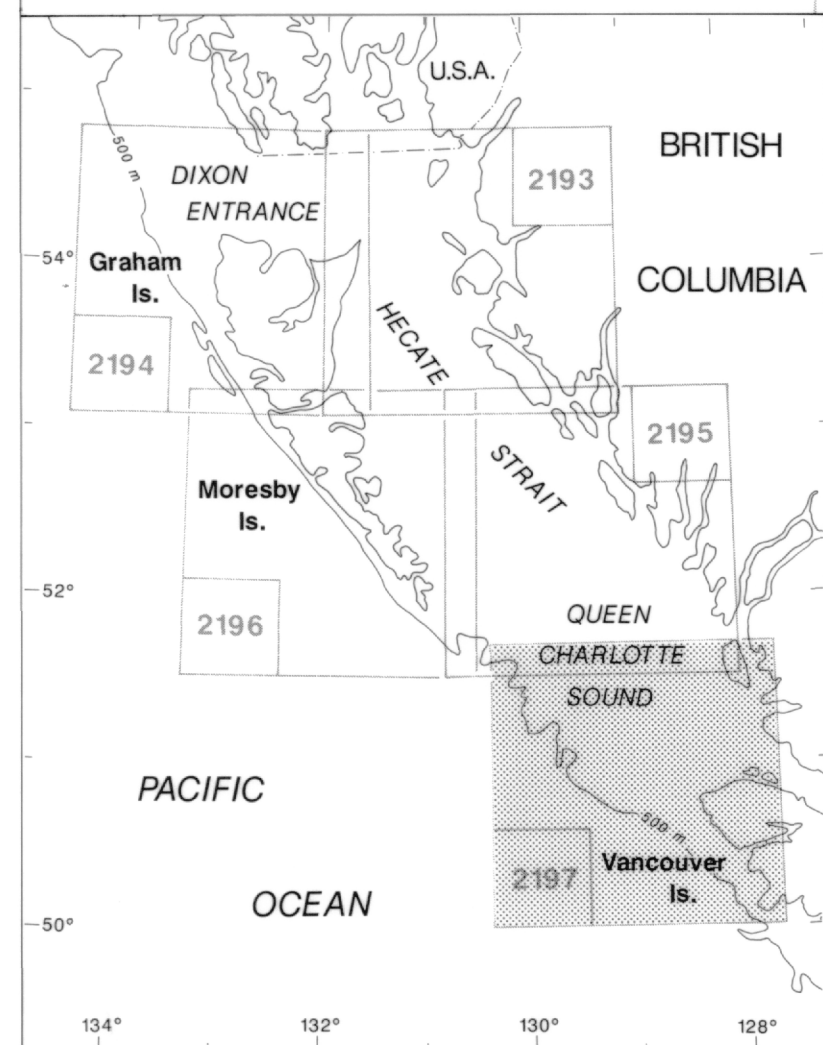 U.S.A.
BRITISH
COLUMBIA
500 m
DIXON
ENTRANCE
2193
54°
Graham
Is.
HECATE
2194
2195
STRAIT
Moresby
Is.
52°
2196
QUEEN
CHARLOTTE
SOUND
PACIFIC
OCEAN
500 m
Vancouver
Is.
2197
50°
134°
132°
130°
128°